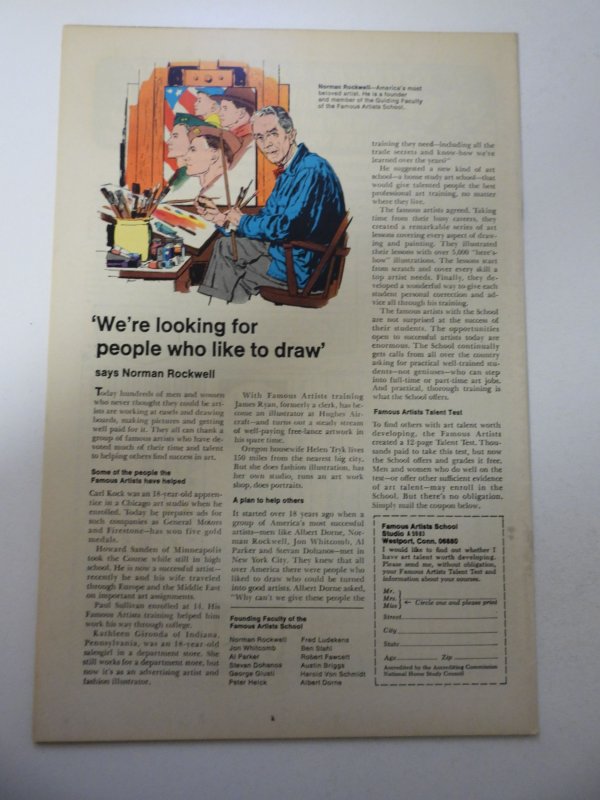 Norman Rockwell—America's most
beloved artist. He is a founder
and member of the Guiding Faculty
of the Famous Artists School.
'We're looking for
people who like to draw'
says Norman Rockwell
Today hundreds of men and women
who never thought they could be art-
ists are working at easels and drawing
boards, making pictures and getting
well paid for it. They all can thank a
group of famous artists who have de-
voted much of their time and talent
to helping others find success in art.
Some of the people the
Famous Artists have helped
Carl Kock was an 18-year-old appren-
tice in a Chicago art studio when he
enrolled. Today he prepares ads for
such companies as General Motors
and Firestone—has won five gold
medals.
Howard Sanden of Minneapolis
took the Course while still in high
school. He is now a successful artist—
recently he and his wife traveled
through Europe and the Middle East
on important art assignments.
Paul Sullivan enrolled at 14. His
Famous Artists training helped him
work his way through college.
Kathleen Gironda of Indiana,
Pennsylvania, was an 18-year-old
salesgirl in a department store. She
still works for a department store, but
now it's as an advertising artist and
fashion illustrator.
With Famous Artists training
James Ryan, formerly a clerk, has be-
come an illustrator at Hughes Air-
craft—and turns out a steady stream
of well-paying free-lance artwork in
his spare time.
Oregon housewife Helen Tryk lives
150 miles from the nearest big city.
But she does fashion illustration, has
her own studio, runs an art work
shop, does portraits.
A plan to help others
It started over 18 years ago when a
group of America's most successful
artists—men like Albert Dorne, Nor-
man Rockwell, Jon Whitcomb, Al
Parker and Stevan Dohanos—met in
New York City. They knew that all
over America there were people who
liked to draw who could be turned
into good artists. Albert Dorne asked,
"Why can't we give these people the
Founding Faculty of the
Famous Artists School
Norman Rockwell
Jon Whitcomb
Al Parker
Stevan Dohanos
George Giusti
Peter Helck
Fred Ludekens
Ben Stahl
Robert Fawcett
Austin Briggs
Harold Von Schmidt
Albert Dorne
training they need—including all the
trade secrets and know-how we've
learned over the years?"
He suggested a new kind of art
school—a home study art school—that
would give talented people the best
professional art training, no matter
where they live.
The famous artists agreed. Taking
time from their busy careers, they
created a remarkable series of art
lessons covering every aspect of draw-
ing and painting. They illustrated
their lessons with over 5,000 "here's-
how" illustrations. The lessons start
from scratch and cover every skill a
top artist needs. Finally, they de-
veloped a wonderful way to give each
student personal correction and ad-
vice all through his training.
The famous artists with the School
are not surprised at the success of
their students. The opportunities
open to successful artists today are
enormous. The School continually
gets calls from all over the country
asking for practical well-trained stu-
dents—not geniuses—who can step
into full-time or part-time art jobs.
And practical, thorough training is
what the School offers.
Famous Artists Talent Test
To find others with art talent worth
developing, the Famous Artists
created a 12-page Talent Test. Thou-
sands paid to take this test, but now
the School offers and grades it free.
Men and women who do well on the
test—or offer other sufficient evidence
of art talent—may enroll in the
School. But there's no obligation.
Simply mail the coupon below.
Famous Artists School
Studio
Westport, Conn. 06880
I would like to find out whether I
have art talent worth developing.
Please send me, without obligation,
your Famous Artists Talent Test and
information about your courses.
Mr.
Mrs. ← Circle one and please print
Miss
Street
City
State
Age Zip
Accredited by the Accrediting Commission
National Home Study Council